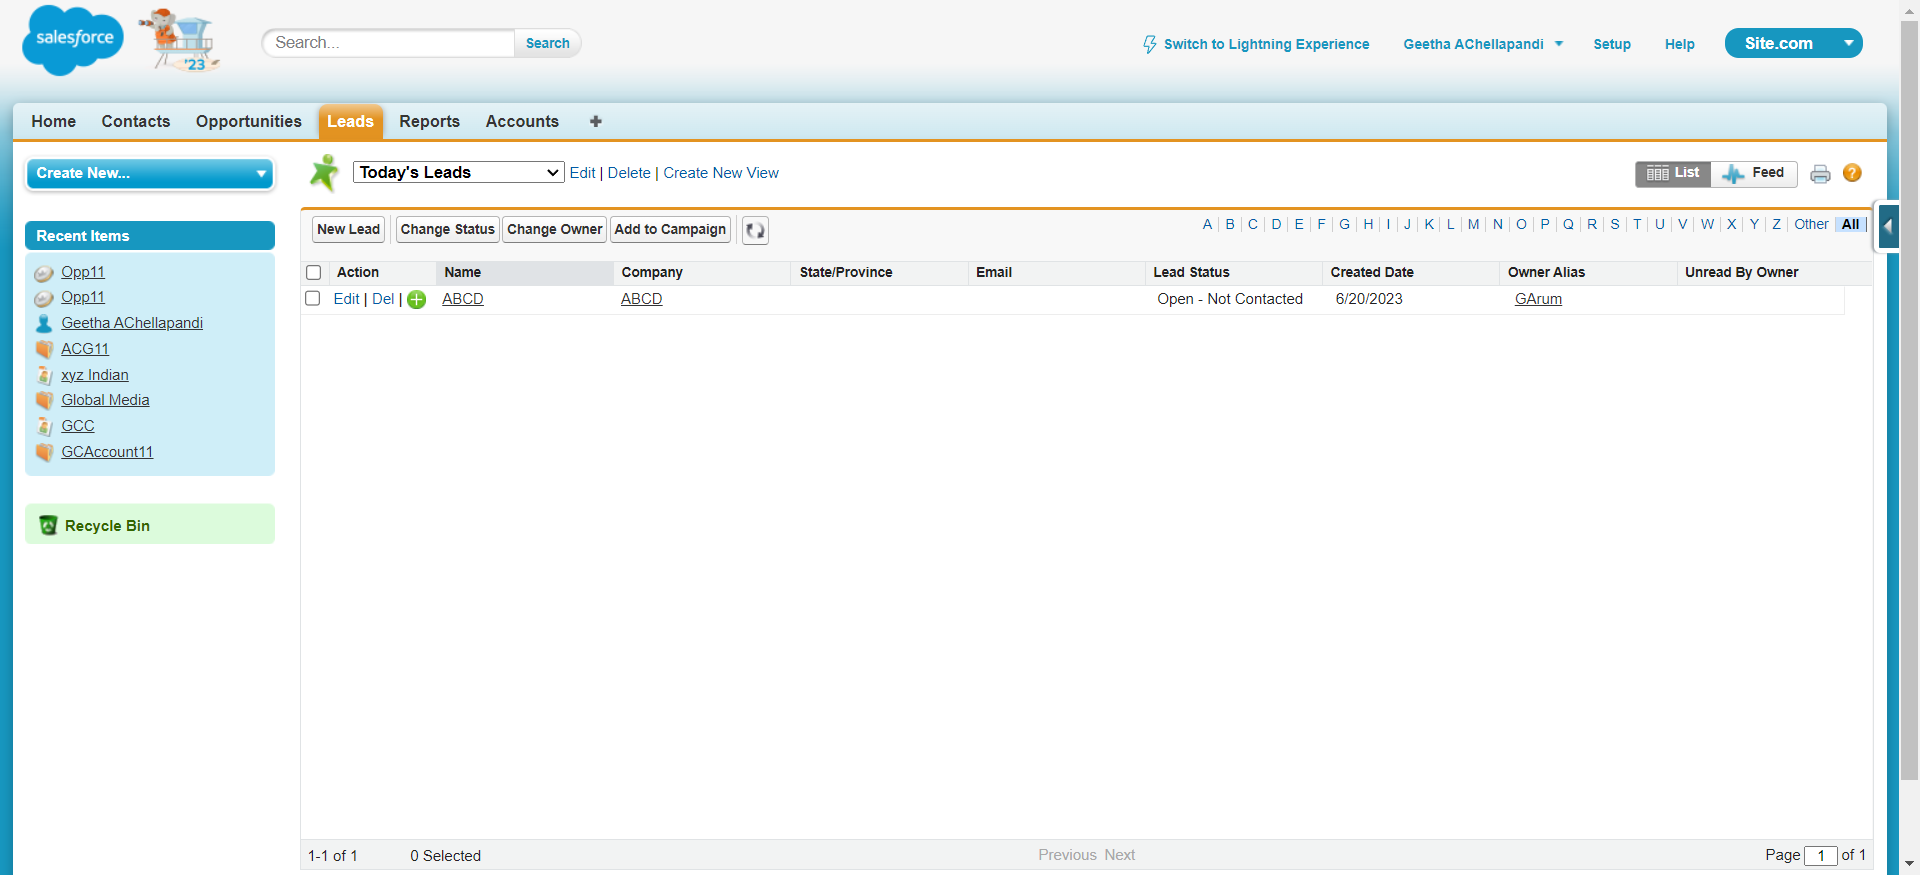 salesforce
'23
Search...
Search
Switch to Lightning Experience
Geetha AChellapandi
Setup
Help
Site.com
Home
Contacts
Opportunities
Leads
Reports
Accounts
+
Create New...
Today's Leads
Edit | Delete | Create New View
List
Feed
?
Recent Items
Opp11
Opp11
Geetha AChellapandi
ACG11
xyz Indian
Global Media
GCC
GCAccount11
Recycle Bin
New Lead
Change Status
Change Owner
Add to Campaign
A | B | C | D | E | F | G | H | I | J | K | L | M | N | O | P | Q | R | S | T | U | V | W | X | Y | Z | Other | All
Action Name Company State/Province Email Lead Status Created Date Owner Alias Unread By Owner
Edit | Del | ABCD ABCD Open - Not Contacted 6/20/2023 GArum
1-1 of 1
0 Selected
Previous Next
Page 1 of 1